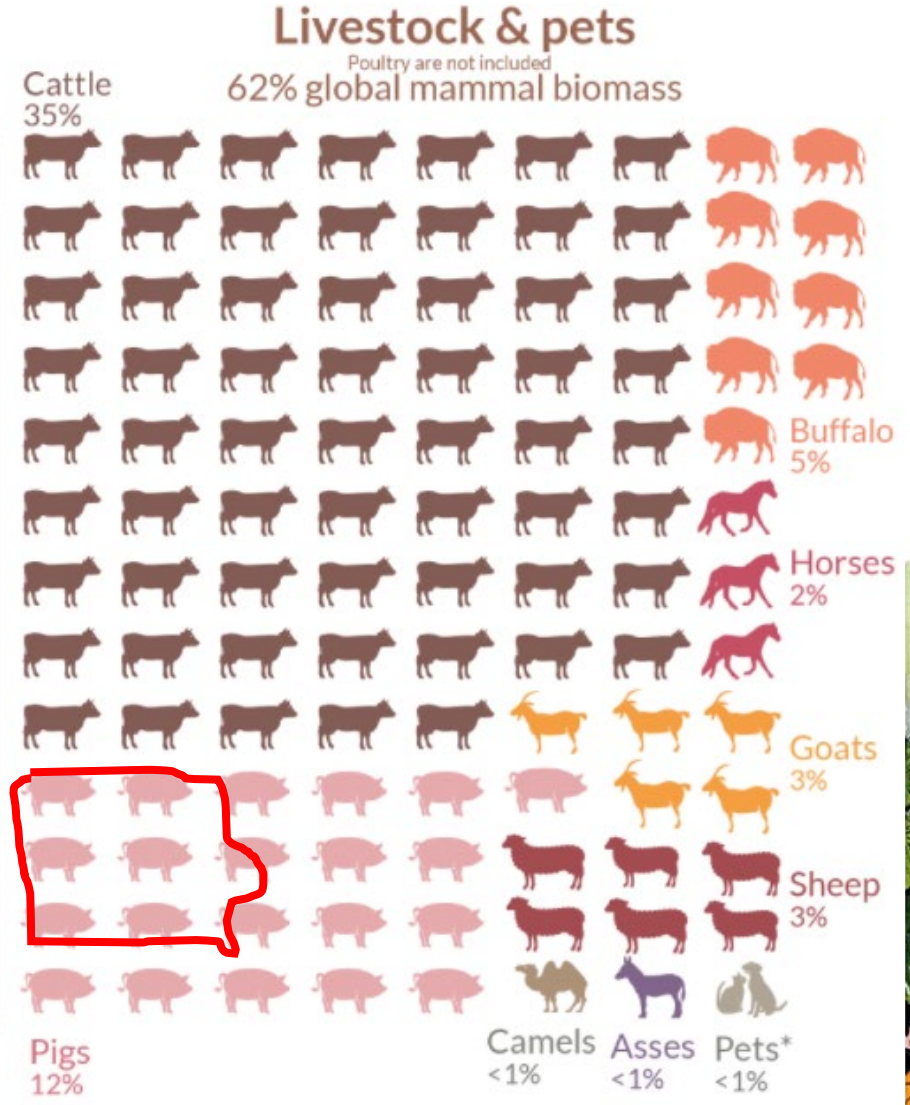 Livestock & pets
Poultry are not included
62% global mammal biomass
Cattle
35%
Buffalo
5%
Horses
2%
Goats
3%
Sheep
3%
Pigs
12%
Camels
<1%
Asses
<1%
Pets*
<1%